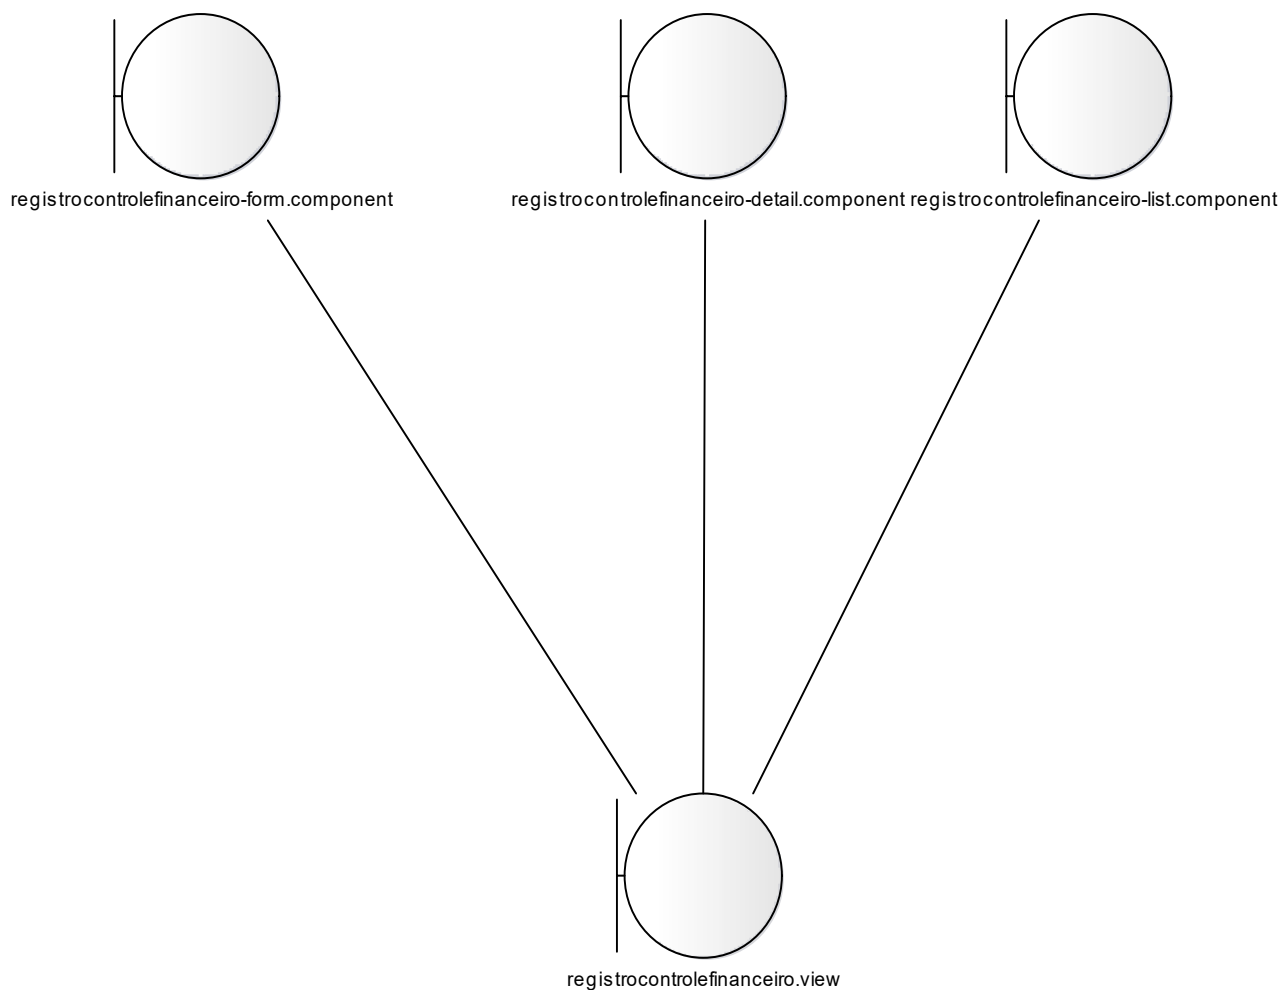 registrocontrolefinanceiro-form.component
registrocontrolefinanceiro-detail.component
registrocontrolefinanceiro-list.component
registrocontrolefinanceiro.view